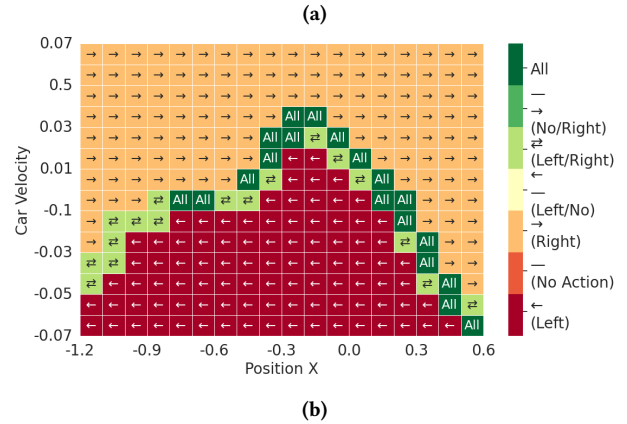 (a)
0.07
→ → → → → → → → → → → → → → → → → →
0.5
→ → → → → → → → → → → → → → → → → →
→ → → → → → → → → → → → → → → → → →
0.03
→ → → → → → → → → All All → → → → → → →
→ → → → → → → → All All ⇄ All → → → → → →
0.01
→ → → → → → → → All ← ← ⇄ All → → → → →
→ → → → → → → All ⇄ ← ← ← ⇄ All → → → →
-0.1
→ → → ⇄ All All ⇄ ⇄ ← ← ← ← ← All All → → →
→ ⇄ ⇄ ⇄ ← ← ← ← ← ← ← ← ← ← All → → →
-0.03
→ ⇄ ← ← ← ← ← ← ← ← ← ← ← ← ⇄ All → →
⇄ ⇄ ← ← ← ← ← ← ← ← ← ← ← ← ← All → →
-0.05
⇄ ← ← ← ← ← ← ← ← ← ← ← ← ← ← ⇄ All →
← ← ← ← ← ← ← ← ← ← ← ← ← ← ← ← All ⇄
-0.07
← ← ← ← ← ← ← ← ← ← ← ← ← ← ← ← ← All
Car Velocity
-1.2 -0.9 -0.6 -0.3 0.0 0.3 0.6
Position X
All
—
→
(No/Right)
⇄
(Left/Right)
←
—
(Left/No)
→
(Right)
—
(No Action)
←
(Left)
(b)